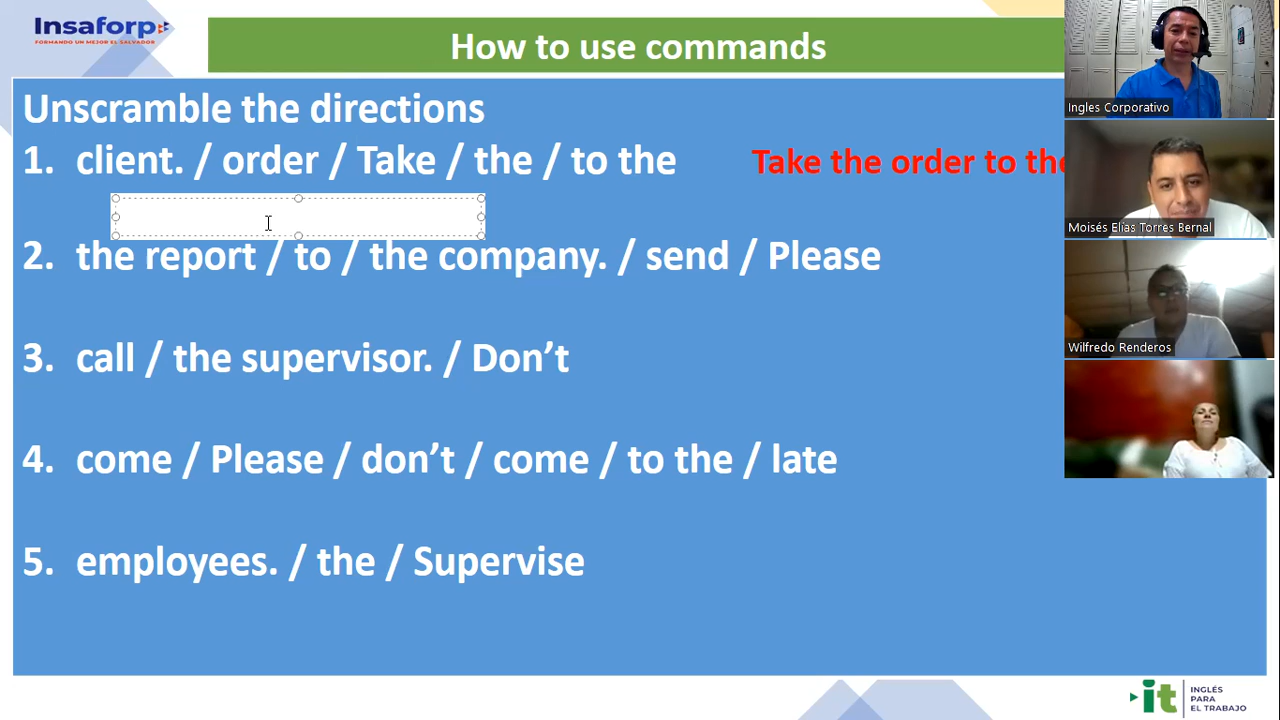 Insaforp
FORMANDO UN MEJOR EL SALVADOR
How to use commands
Unscramble the directions
1. client. / order / Take / the / to the
Take the order to the
2. the report / to / the company. / send / Please
3. call / the supervisor. / Don’t
4. come / Please / don’t / come / to the / late
5. employees. / the / Supervise
Ingles Corporativo
Moisés Elias Torres Bernal
Wilfredo Renderos
it
INGLÉS
PARA
EL TRABAJO